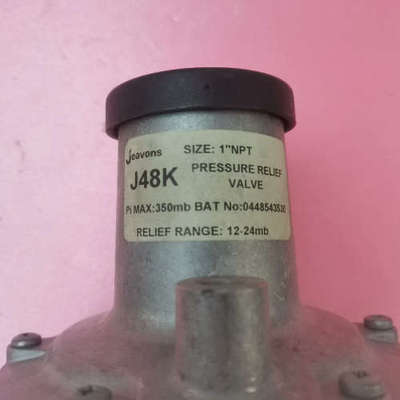 Jeavons SIZE: 1"NPT
J48K PRESSURE RELIEF
VALVE
Pi MAX:350mb BAT No:0448543530
RELIEF RANGE: 12-24mb